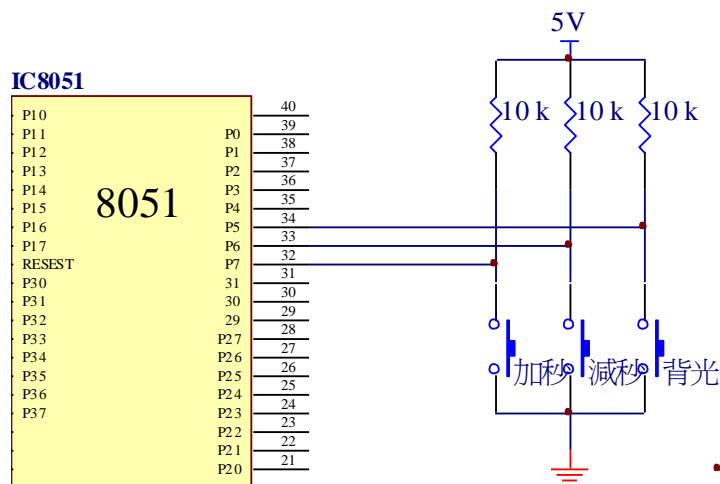 5V
IC8051
10 k 10 k 10 k
8051
P10
P11
P12
P13
P14
P15
P16
P17
RESEST
P30
P31
P32
P33
P34
P35
P36
P37
P0
P1
P2
P3
P4
P5
P6
P7
31
30
29
P27
P26
P25
P24
P23
P22
P21
P20
40
39
38
37
36
35
34
33
32
31
30
29
28
27
26
25
24
23
22
21
加秒 減秒 背光